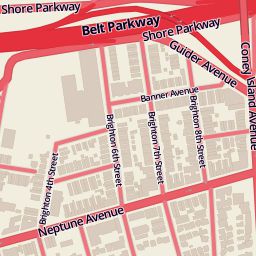 Shore Parkway
Belt Parkway
Shore Parkway
Guider Avenue
Coney Island Avenue
Banner Avenue
Brighton 4th Street
Brighton 6th Street
Brighton 7th Street
Brighton 8th Street
Neptune Avenue